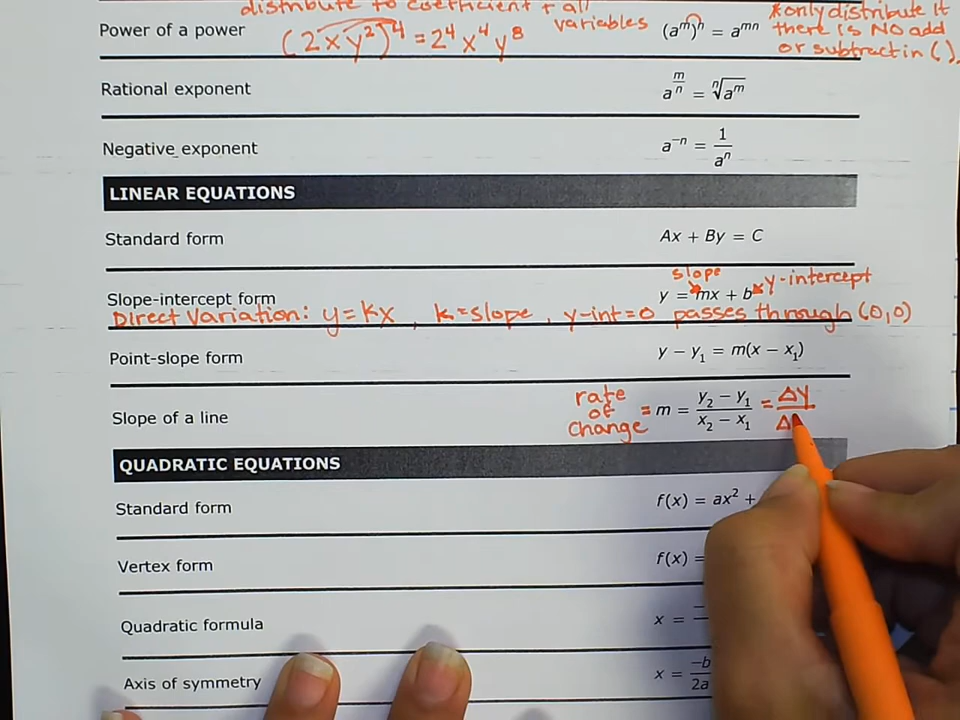 distribute to coefficient + all variables
*only distribute if there is NO add or subtract in ( ).
Power of a power (2xy²)⁴ = 2⁴x⁴y⁸ (aᵐ)ⁿ = aᵐⁿ
Rational exponent a^(m/n) = ⁿ√aᵐ
Negative exponent a⁻ⁿ = 1/aⁿ
LINEAR EQUATIONS
Standard form Ax + By = C
slope
Slope-intercept form y = mx + b y-intercept
Direct Variation: y=kx , k=slope , y-int=0 passes through (0,0)
Point-slope form y − y₁ = m(x − x₁)
Slope of a line rate of change = m = (y₂ − y₁)/(x₂ − x₁) = Δy/Δ
QUADRATIC EQUATIONS
Standard form f(x) = ax² +
Vertex form f(x) =
Quadratic formula x = −
Axis of symmetry x = −b/2a